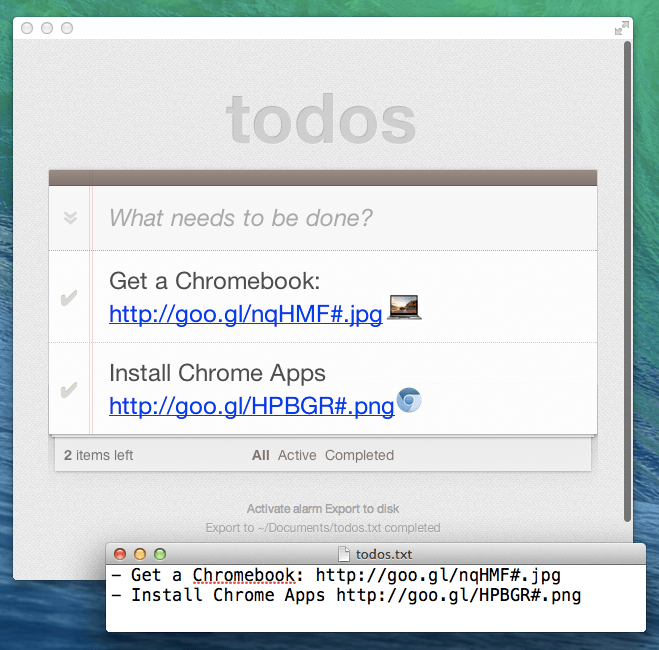 todos
What needs to be done?
Get a Chromebook:
http://goo.gl/nqHMF#.jpg
Install Chrome Apps
http://goo.gl/HPBGR#.png
2 items left All Active Completed
Activate alarm Export to disk
Export to ~/Documents/todos.txt completed
todos.txt
- Get a Chromebook: http://goo.gl/nqHMF#.jpg
- Install Chrome Apps http://goo.gl/HPBGR#.png